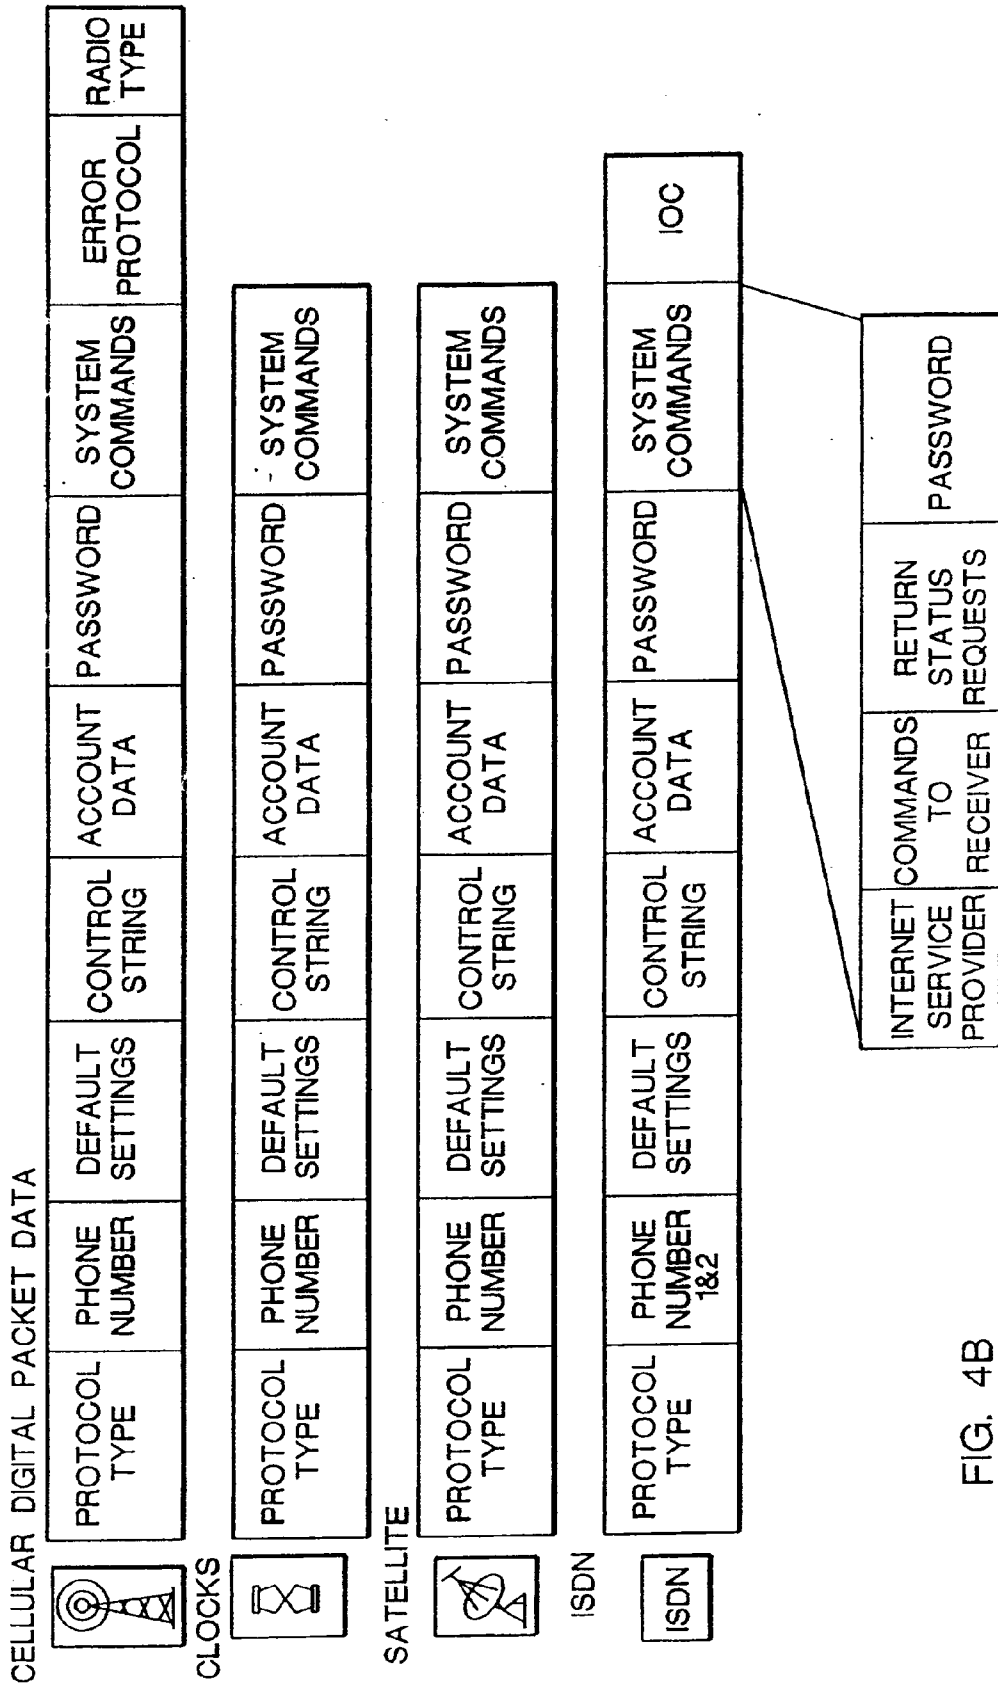 CELLULAR DIGITAL PACKET DATA
PROTOCOL
TYPE
PHONE
NUMBER
DEFAULT
SETTINGS
CONTROL
STRING
ACCOUNT
DATA
PASSWORD
SYSTEM
COMMANDS
ERROR
PROTOCOL
RADIO
TYPE
CLOCKS
PROTOCOL
TYPE
PHONE
NUMBER
DEFAULT
SETTINGS
CONTROL
STRING
ACCOUNT
DATA
PASSWORD
SYSTEM
COMMANDS
SATELLITE
PROTOCOL
TYPE
PHONE
NUMBER
DEFAULT
SETTINGS
CONTROL
STRING
ACCOUNT
DATA
PASSWORD
SYSTEM
COMMANDS
ISDN
ISDN
PROTOCOL
TYPE
PHONE
NUMBER
1&2
DEFAULT
SETTINGS
CONTROL
STRING
ACCOUNT
DATA
PASSWORD
SYSTEM
COMMANDS
IOC
INTERNET
SERVICE
PROVIDER
COMMANDS
TO
RECEIVER
RETURN
STATUS
REQUESTS
PASSWORD
FIG. 4B